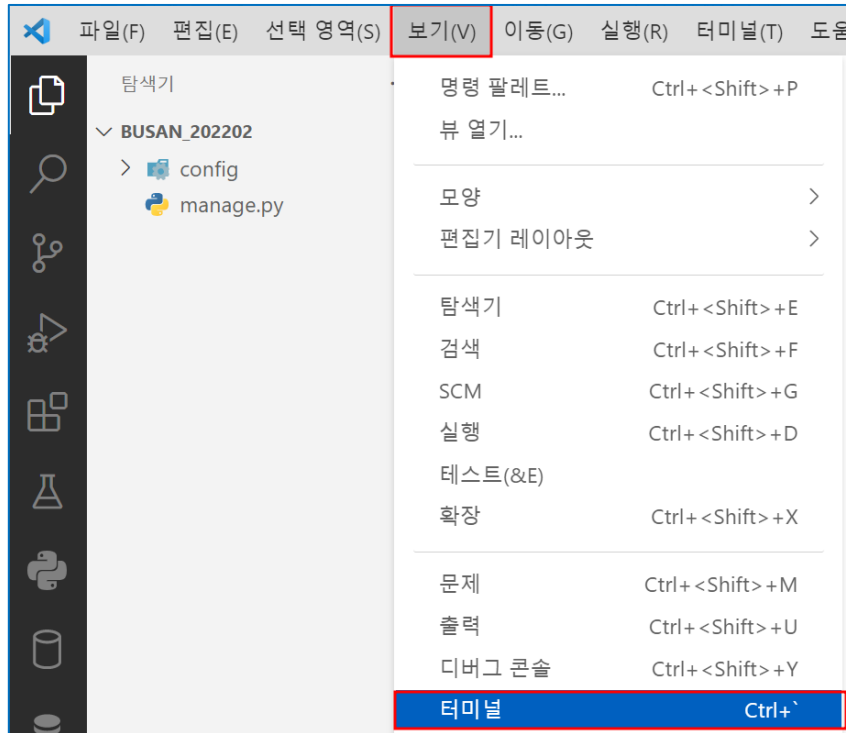 파일(F) 편집(E) 선택 영역(S) 보기(V) 이동(G) 실행(R) 터미널(T)
탐색기
BUSAN_202202
config
manage.py
명령 팔레트... Ctrl+<Shift>+P
뷰 열기...
모양
편집기 레이아웃
탐색기 Ctrl+<Shift>+E
검색 Ctrl+<Shift>+F
SCM Ctrl+<Shift>+G
실행 Ctrl+<Shift>+D
테스트(&E)
확장 Ctrl+<Shift>+X
문제 Ctrl+<Shift>+M
출력 Ctrl+<Shift>+U
디버그 콘솔 Ctrl+<Shift>+Y
터미널 Ctrl+`